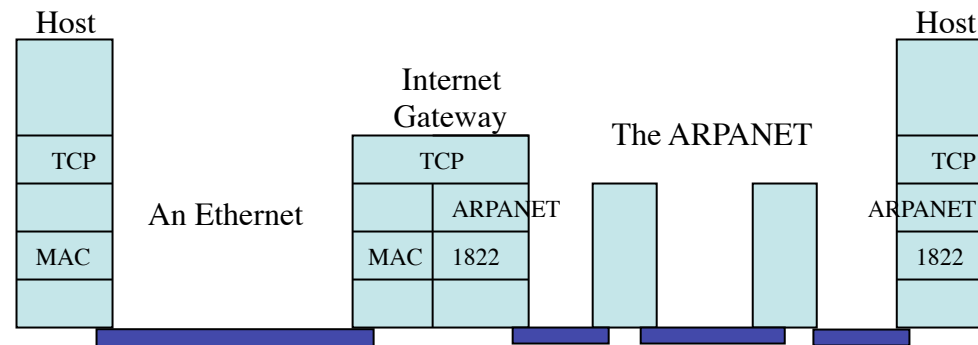 Host
Host
Internet
Gateway
The ARPANET
TCP
TCP
TCP
An Ethernet
ARPANET
ARPANET
MAC
MAC
1822
1822